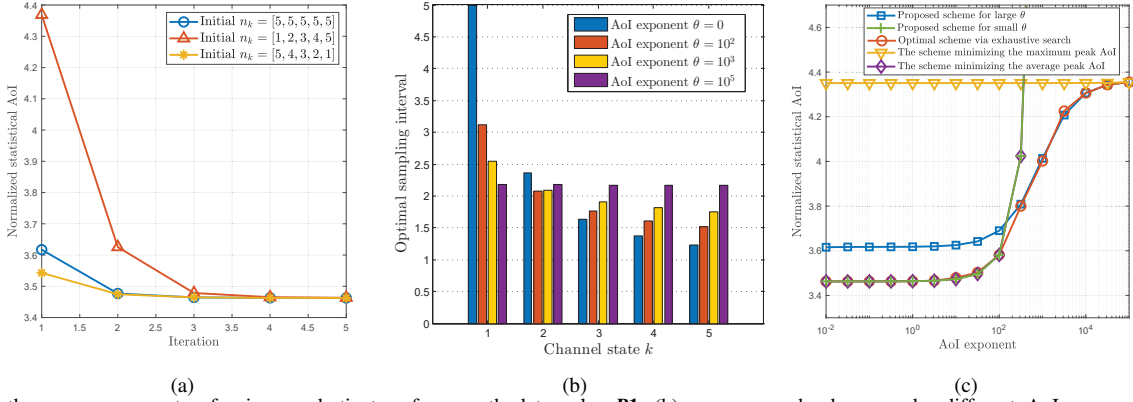 4.4
4.3
4.2
4.1
4
3.9
3.8
3.7
3.6
3.5
3.4
1
1.5
2
2.5
3
3.5
4
4.5
5
Normalized statistical AoI
Iteration
Initial n_k = [5, 5, 5, 5, 5]
Initial n_k = [1, 2, 3, 4, 5]
Initial n_k = [5, 4, 3, 2, 1]
(a)
5
4.5
4
3.5
3
2.5
2
1.5
1
0.5
0
1
2
3
4
5
Optimal sampling interval
Channel state k
AoI exponent θ = 0
AoI exponent θ = 10^2
AoI exponent θ = 10^3
AoI exponent θ = 10^5
(b)
4.6
4.4
4.2
4
3.8
3.6
3.4
10^-2
10^0
10^2
10^4
Normalized statistical AoI
AoI exponent
Proposed scheme for large θ
Proposed scheme for small θ
Optimal scheme via exhaustive search
The scheme minimizing the maximum peak AoI
The scheme minimizing the average peak AoI
(c)